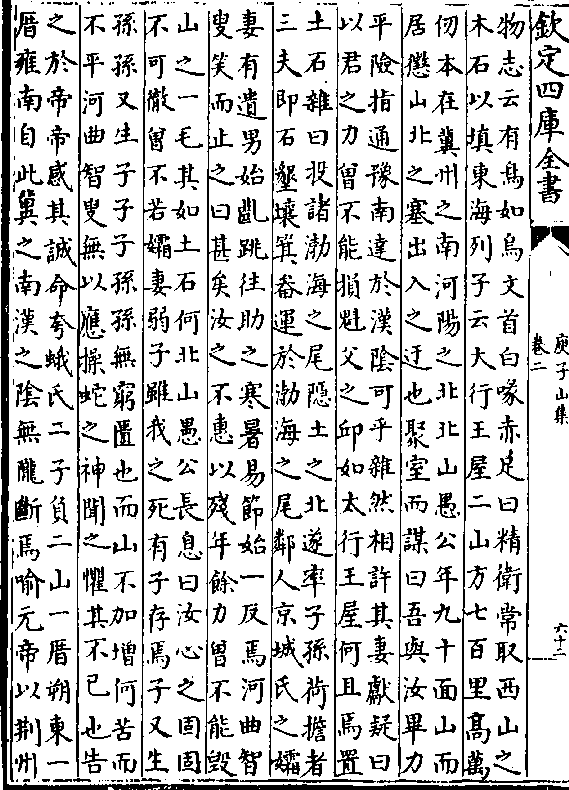 欽定四庫全書
庾子山集
卷二
六十二
物志云有鳥如烏文首白喙赤足曰精衛常取西山之
木石以填東海列子云大行王屋二山方七百里高萬
仞本在冀州之南河陽之北北山愚公年九十面山而
居懲山北之塞出入之迂也聚室而謀曰吾與汝畢力
平險指通豫南達於漢陰可乎雜然相許其妻獻疑曰
以君之力曾不能損魁父之邱如太行王屋何且焉置
土石雜曰投諸渤海之尾隱土之北遂率子孫荷擔者
三夫即石墾壤箕畚運於渤海之尾鄰人京城氏之孀
妻有遺男始齔跳往助之寒暑易節始一反焉河曲智
叟笑而止之曰甚矣汝之不惠以殘年餘力曾不能毀
山之一毛其如土石何北山愚公長息曰汝心之固固
不可徹曾不若孀妻弱子雖我之死有子存焉子又生
孫孫又生子子子孫孫無窮匱也而山不加增何苦而
不平河曲智叟無以應操蛇之神聞之懼其不已也告
之於帝帝感其誠命夸蛾氏二子負二山一厝朔東一
厝雍南自此冀之南漢之陰無隴斷焉喻元帝以荆州